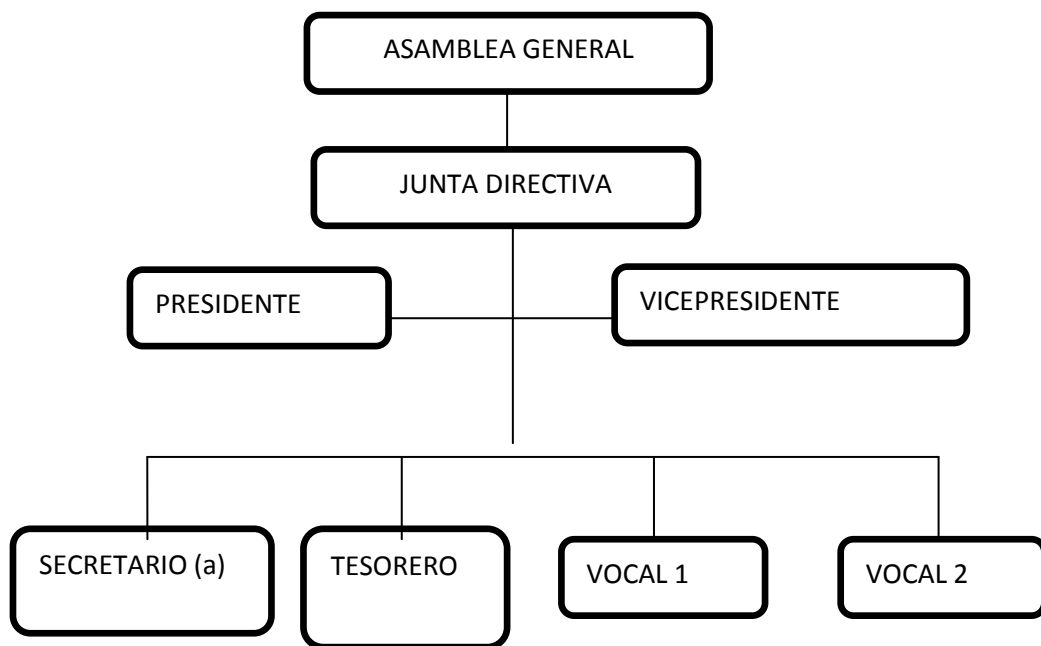 ASAMBLEA GENERAL
JUNTA DIRECTIVA
PRESIDENTE
VICEPRESIDENTE
SECRETARIO (a)
TESORERO
VOCAL 1
VOCAL 2